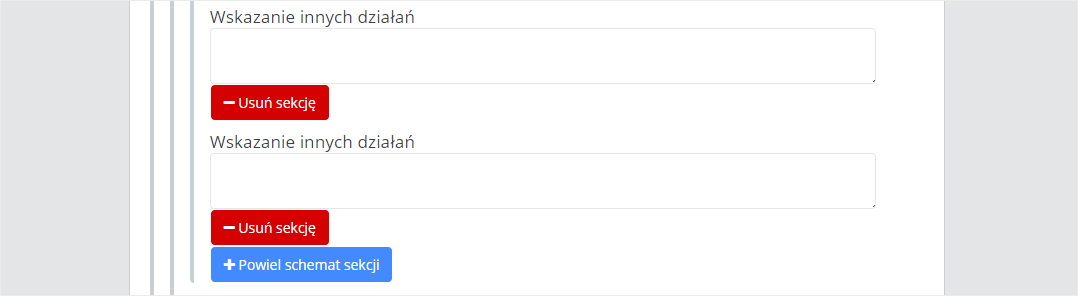 Wskazanie innych działań
Usuń sekcję
Wskazanie innych działań
Usuń sekcję
Powiel schemat sekcji